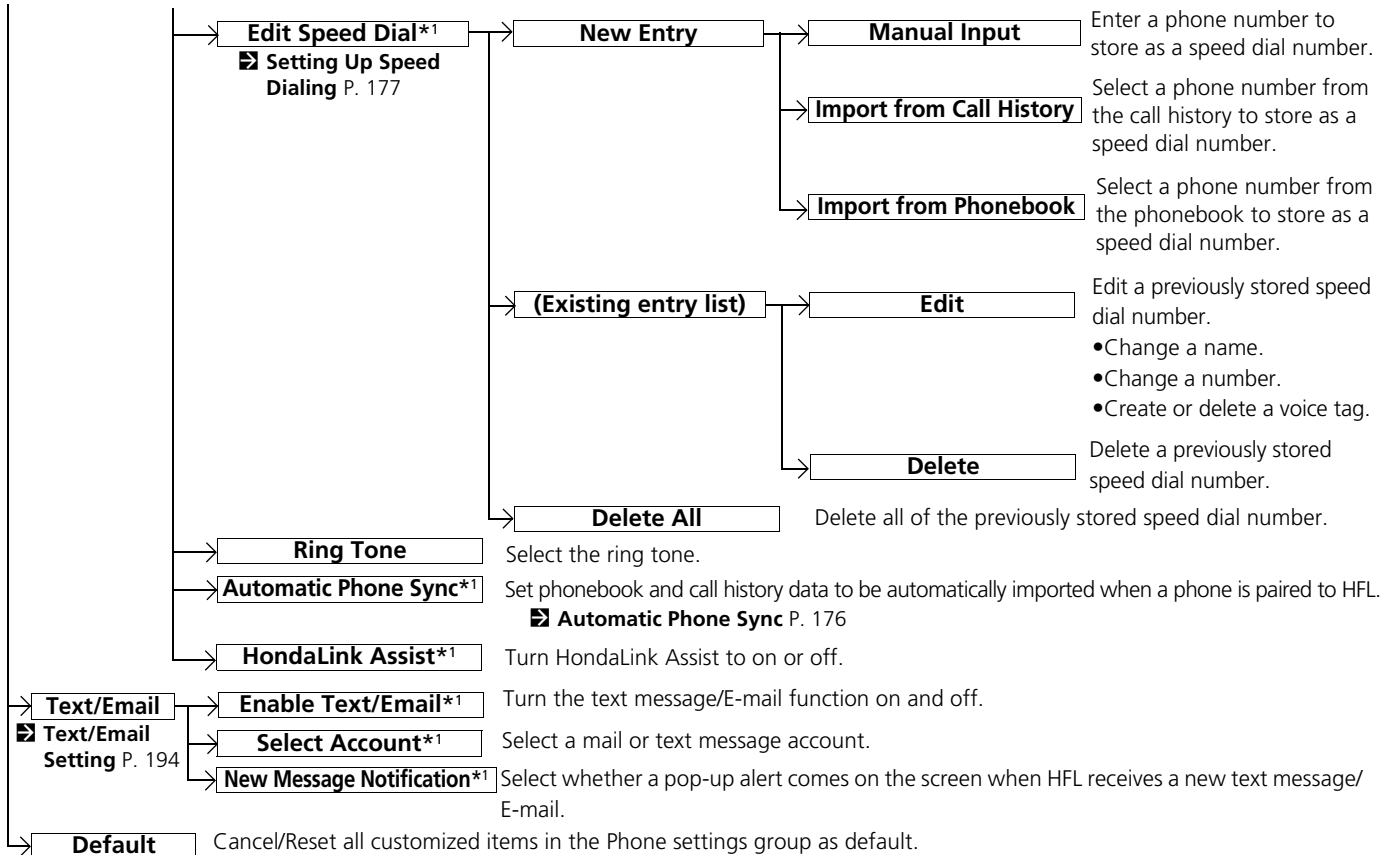 Edit Speed Dial*1
Setting Up Speed
Dialing P. 177
New Entry
Manual Input
Enter a phone number to
store as a speed dial number.
Import from Call History
Select a phone number from
the call history to store as a
speed dial number.
Import from Phonebook
Select a phone number from
the phonebook to store as a
speed dial number.
(Existing entry list)
Edit
Edit a previously stored speed
dial number.
•Change a name.
•Change a number.
•Create or delete a voice tag.
Delete
Delete a previously stored
speed dial number.
Delete All
Delete all of the previously stored speed dial number.
Ring Tone
Select the ring tone.
Automatic Phone Sync*1
Set phonebook and call history data to be automatically imported when a phone is paired to HFL.
Automatic Phone Sync P. 176
HondaLink Assist*1
Turn HondaLink Assist to on or off.
Text/Email
Text/Email
Setting P. 194
Enable Text/Email*1
Turn the text message/E-mail function on and off.
Select Account*1
Select a mail or text message account.
New Message Notification*1
Select whether a pop-up alert comes on the screen when HFL receives a new text message/
E-mail.
Default
Cancel/Reset all customized items in the Phone settings group as default.